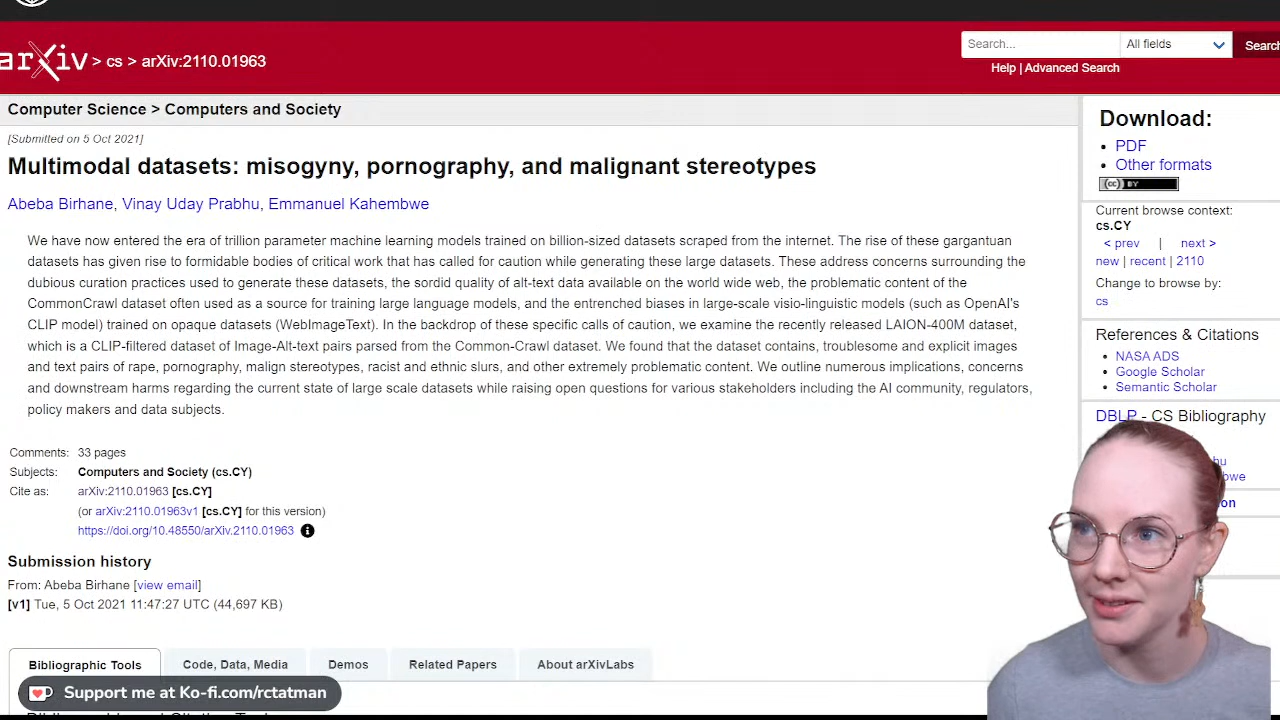 arXiv > cs > arXiv:2110.01963
Search...
All fields
Search
Help | Advanced Search
Computer Science > Computers and Society
[Submitted on 5 Oct 2021]
Multimodal datasets: misogyny, pornography, and malignant stereotypes
Abeba Birhane, Vinay Uday Prabhu, Emmanuel Kahembwe
We have now entered the era of trillion parameter machine learning models trained on billion-sized datasets scraped from the internet. The rise of these gargantuan
datasets has given rise to formidable bodies of critical work that has called for caution while generating these large datasets. These address concerns surrounding the
dubious curation practices used to generate these datasets, the sordid quality of alt-text data available on the world wide web, the problematic content of the
CommonCrawl dataset often used as a source for training large language models, and the entrenched biases in large-scale visio-linguistic models (such as OpenAI's
CLIP model) trained on opaque datasets (WebImageText). In the backdrop of these specific calls of caution, we examine the recently released LAION-400M dataset,
which is a CLIP-filtered dataset of Image-Alt-text pairs parsed from the Common-Crawl dataset. We found that the dataset contains, troublesome and explicit images
and text pairs of rape, pornography, malign stereotypes, racist and ethnic slurs, and other extremely problematic content. We outline numerous implications, concerns
and downstream harms regarding the current state of large scale datasets while raising open questions for various stakeholders including the AI community, regulators,
policy makers and data subjects.
Comments: 33 pages
Subjects: Computers and Society (cs.CY)
Cite as: arXiv:2110.01963 [cs.CY]
(or arXiv:2110.01963v1 [cs.CY] for this version)
https://doi.org/10.48550/arXiv.2110.01963
Submission history
From: Abeba Birhane [view email]
[v1] Tue, 5 Oct 2021 11:47:27 UTC (44,697 KB)
Bibliographic Tools
Code, Data, Media
Demos
Related Papers
About arXivLabs
Support me at Ko-fi.com/rctatman
Download:
PDF
Other formats
(cc) BY
Current browse context:
cs.CY
< prev | next >
new | recent | 2110
Change to browse by:
cs
References & Citations
NASA ADS
Google Scholar
Semantic Scholar
DBLP - CS Bibliography